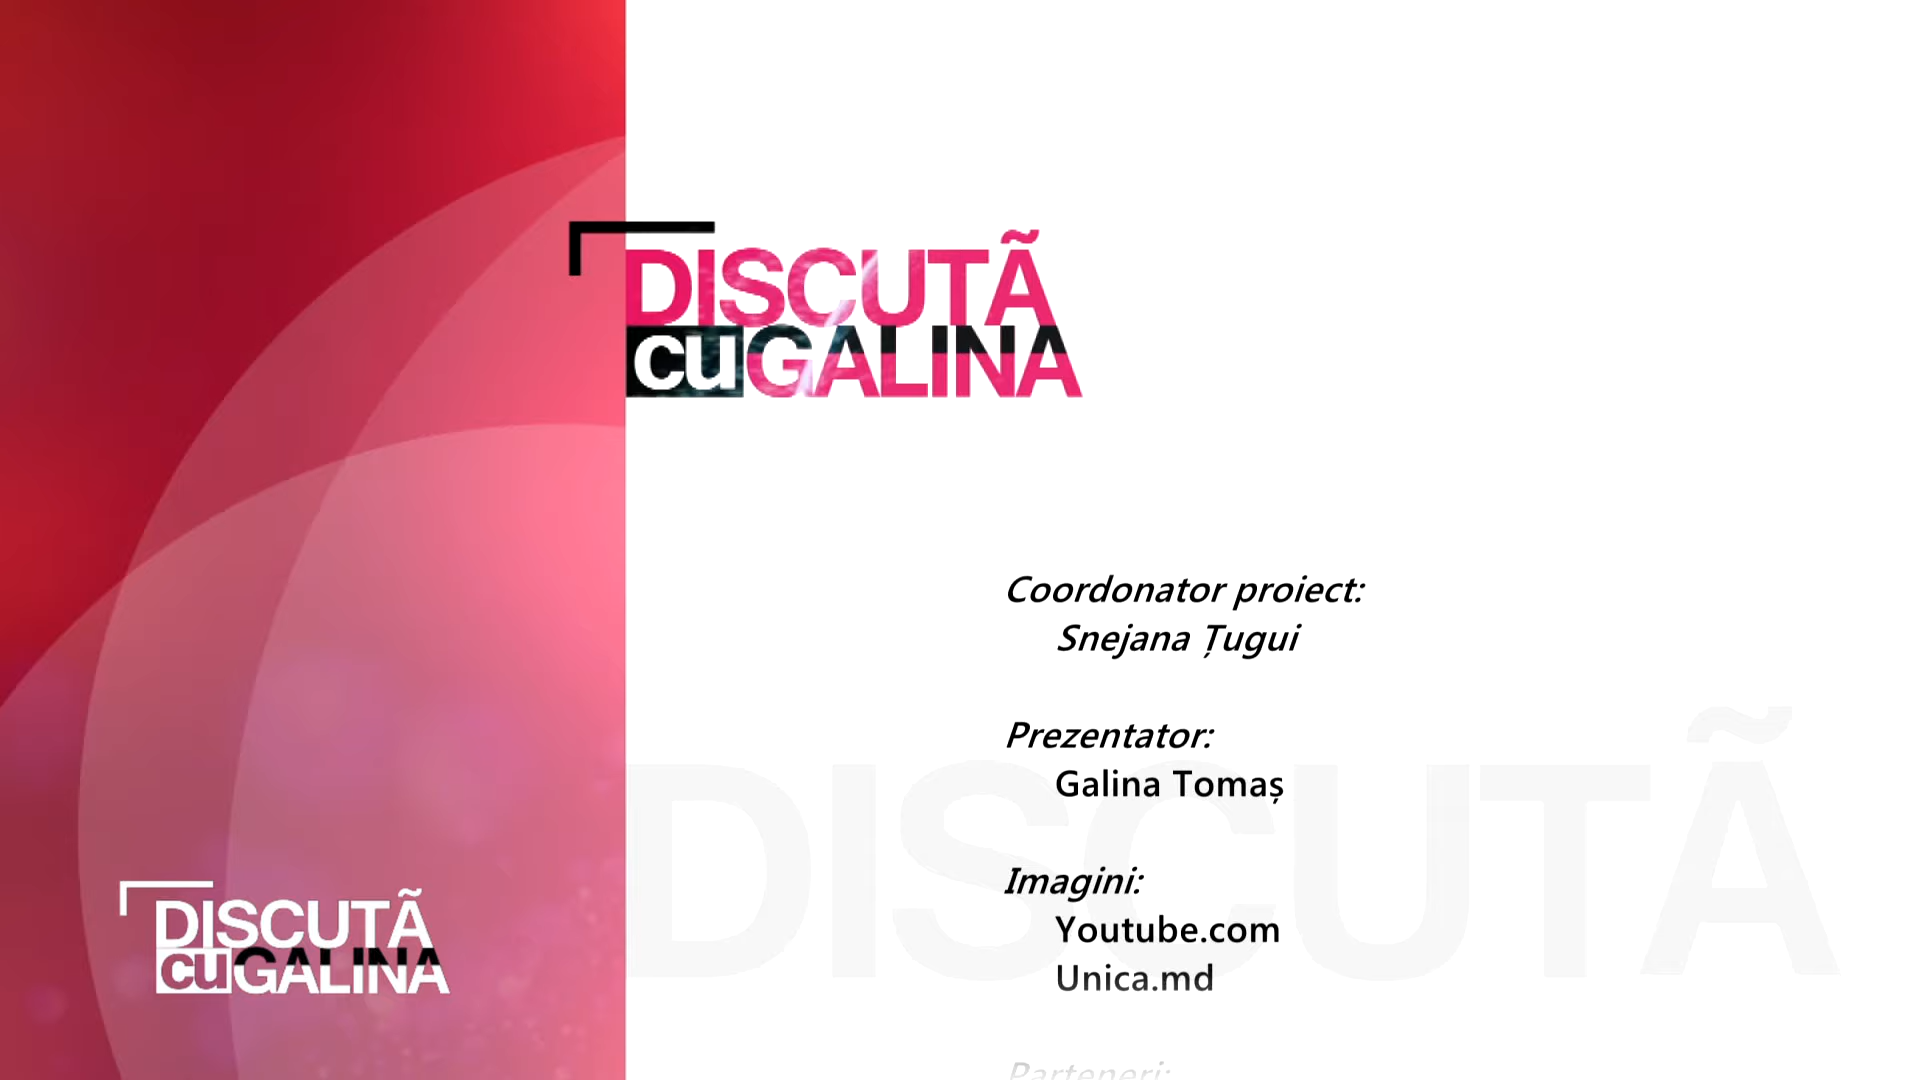 DISCUTÃ
cu GALINA
Coordonator proiect:
Snejana Țugui
Prezentator:
Galina Tomaș
Imagini:
Youtube.com
Unica.md
Parteneri:
DISCUTÃ
DISCUTÃ
cu GALINA